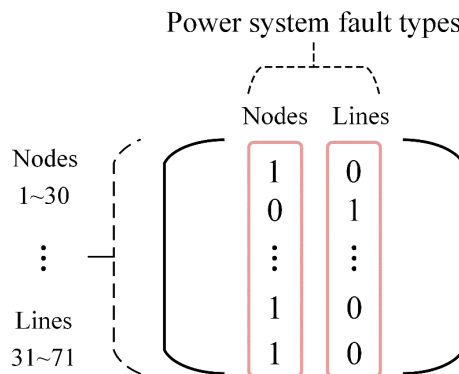 Power system fault types
Nodes Lines
Nodes
1~30
⋮
Lines
31~71
1 0
0 1
⋮ ⋮
1 0
1 0